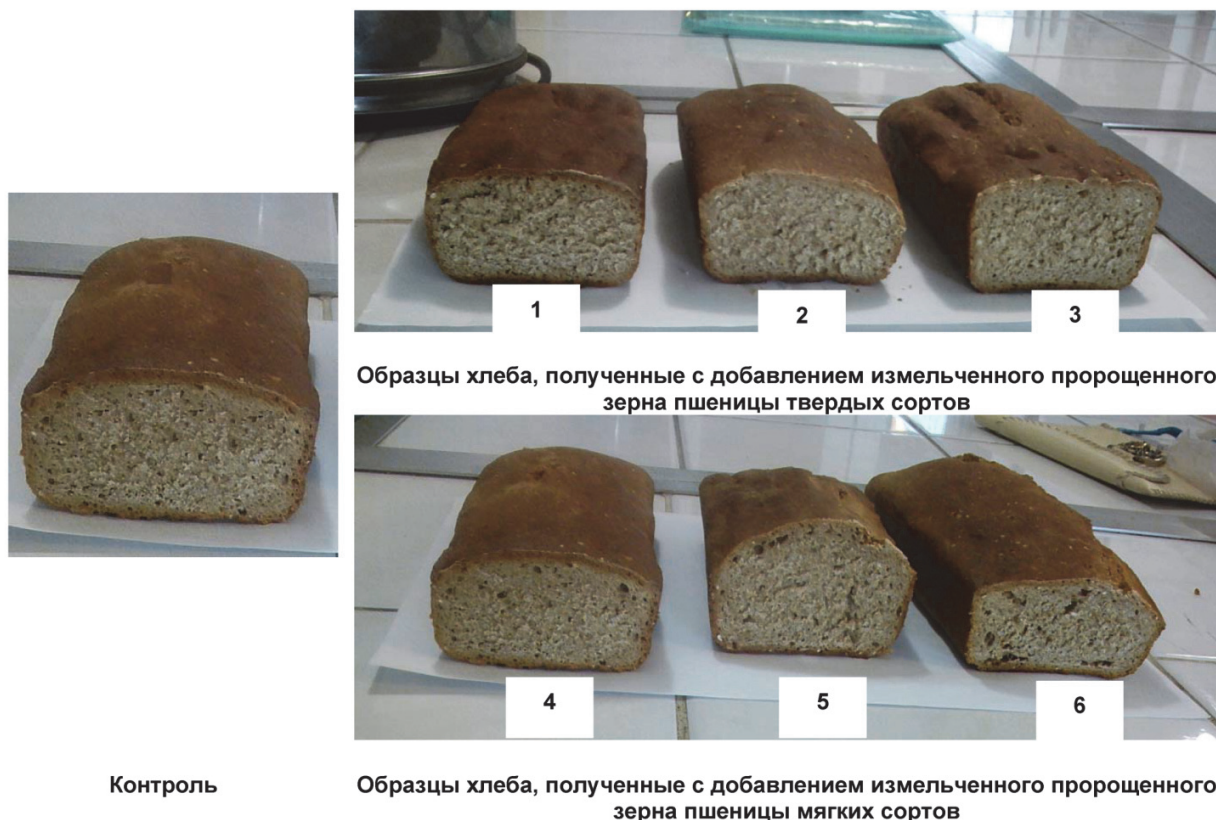 1
2
3
Образцы хлеба, полученные с добавлением измельченного пророщенного
зерна пшеницы твердых сортов
4
5
6
Контроль
Образцы хлеба, полученные с добавлением измельченного пророщенного
зерна пшеницы мягких сортов